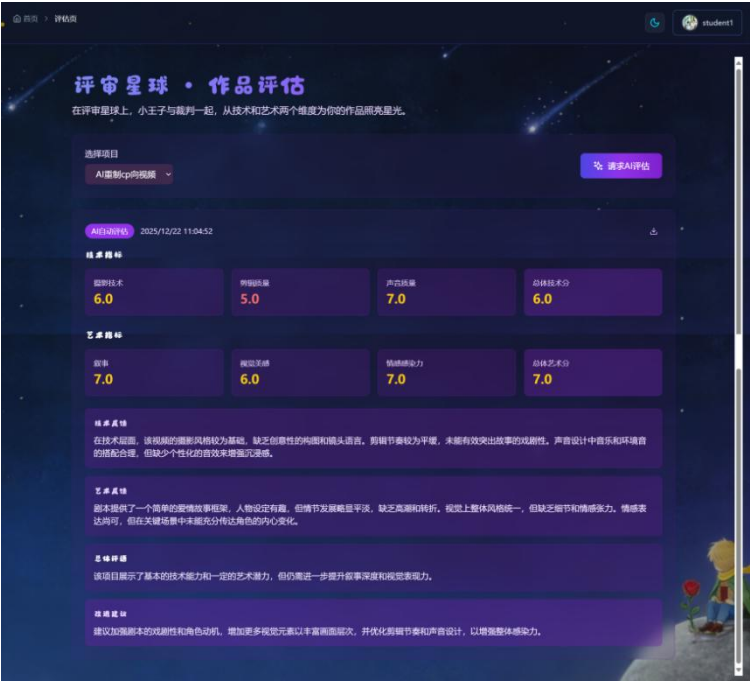 首页 > 评估页
student1
评审星球 · 作品评估
在评审星球上，小王子与裁判一起，从技术和艺术两个维度为你的作品照亮星光。
选择项目
AI重制cp向视频
请求AI评估
AI自动评估 2025/12/22 11:04:52
技术指标
摄影技术 剪辑质量 声音质量 总体技术分
6.0 5.0 7.0 6.0
艺术指标
叙事 视觉美感 情感感染力 总体艺术分
7.0 6.0 7.0 7.0
技术反馈
在技术层面，该视频的摄影风格较为基础，缺乏创意性的构图和镜头语言。剪辑节奏较为平缓，未能有效突出故事的戏剧性。声音设计中音乐和环境音
的搭配合理，但缺少个性化的音效来增强沉浸感。
艺术反馈
剧本提供了一个简单的爱情故事框架，人物设定有趣，但情节发展略显平淡，缺乏高潮和转折。视觉上整体风格统一，但缺乏细节和情感张力。情感表
达尚可，但在关键场景中未能充分传达角色的内心变化。
总体评语
该项目展示了基本的技术能力和一定的艺术潜力，但仍需进一步提升叙事深度和视觉表现力。
改进建议
建议加强剧本的戏剧性和角色动机，增加更多视觉元素以丰富画面层次，并优化剪辑节奏和声音设计，以增强整体感染力。